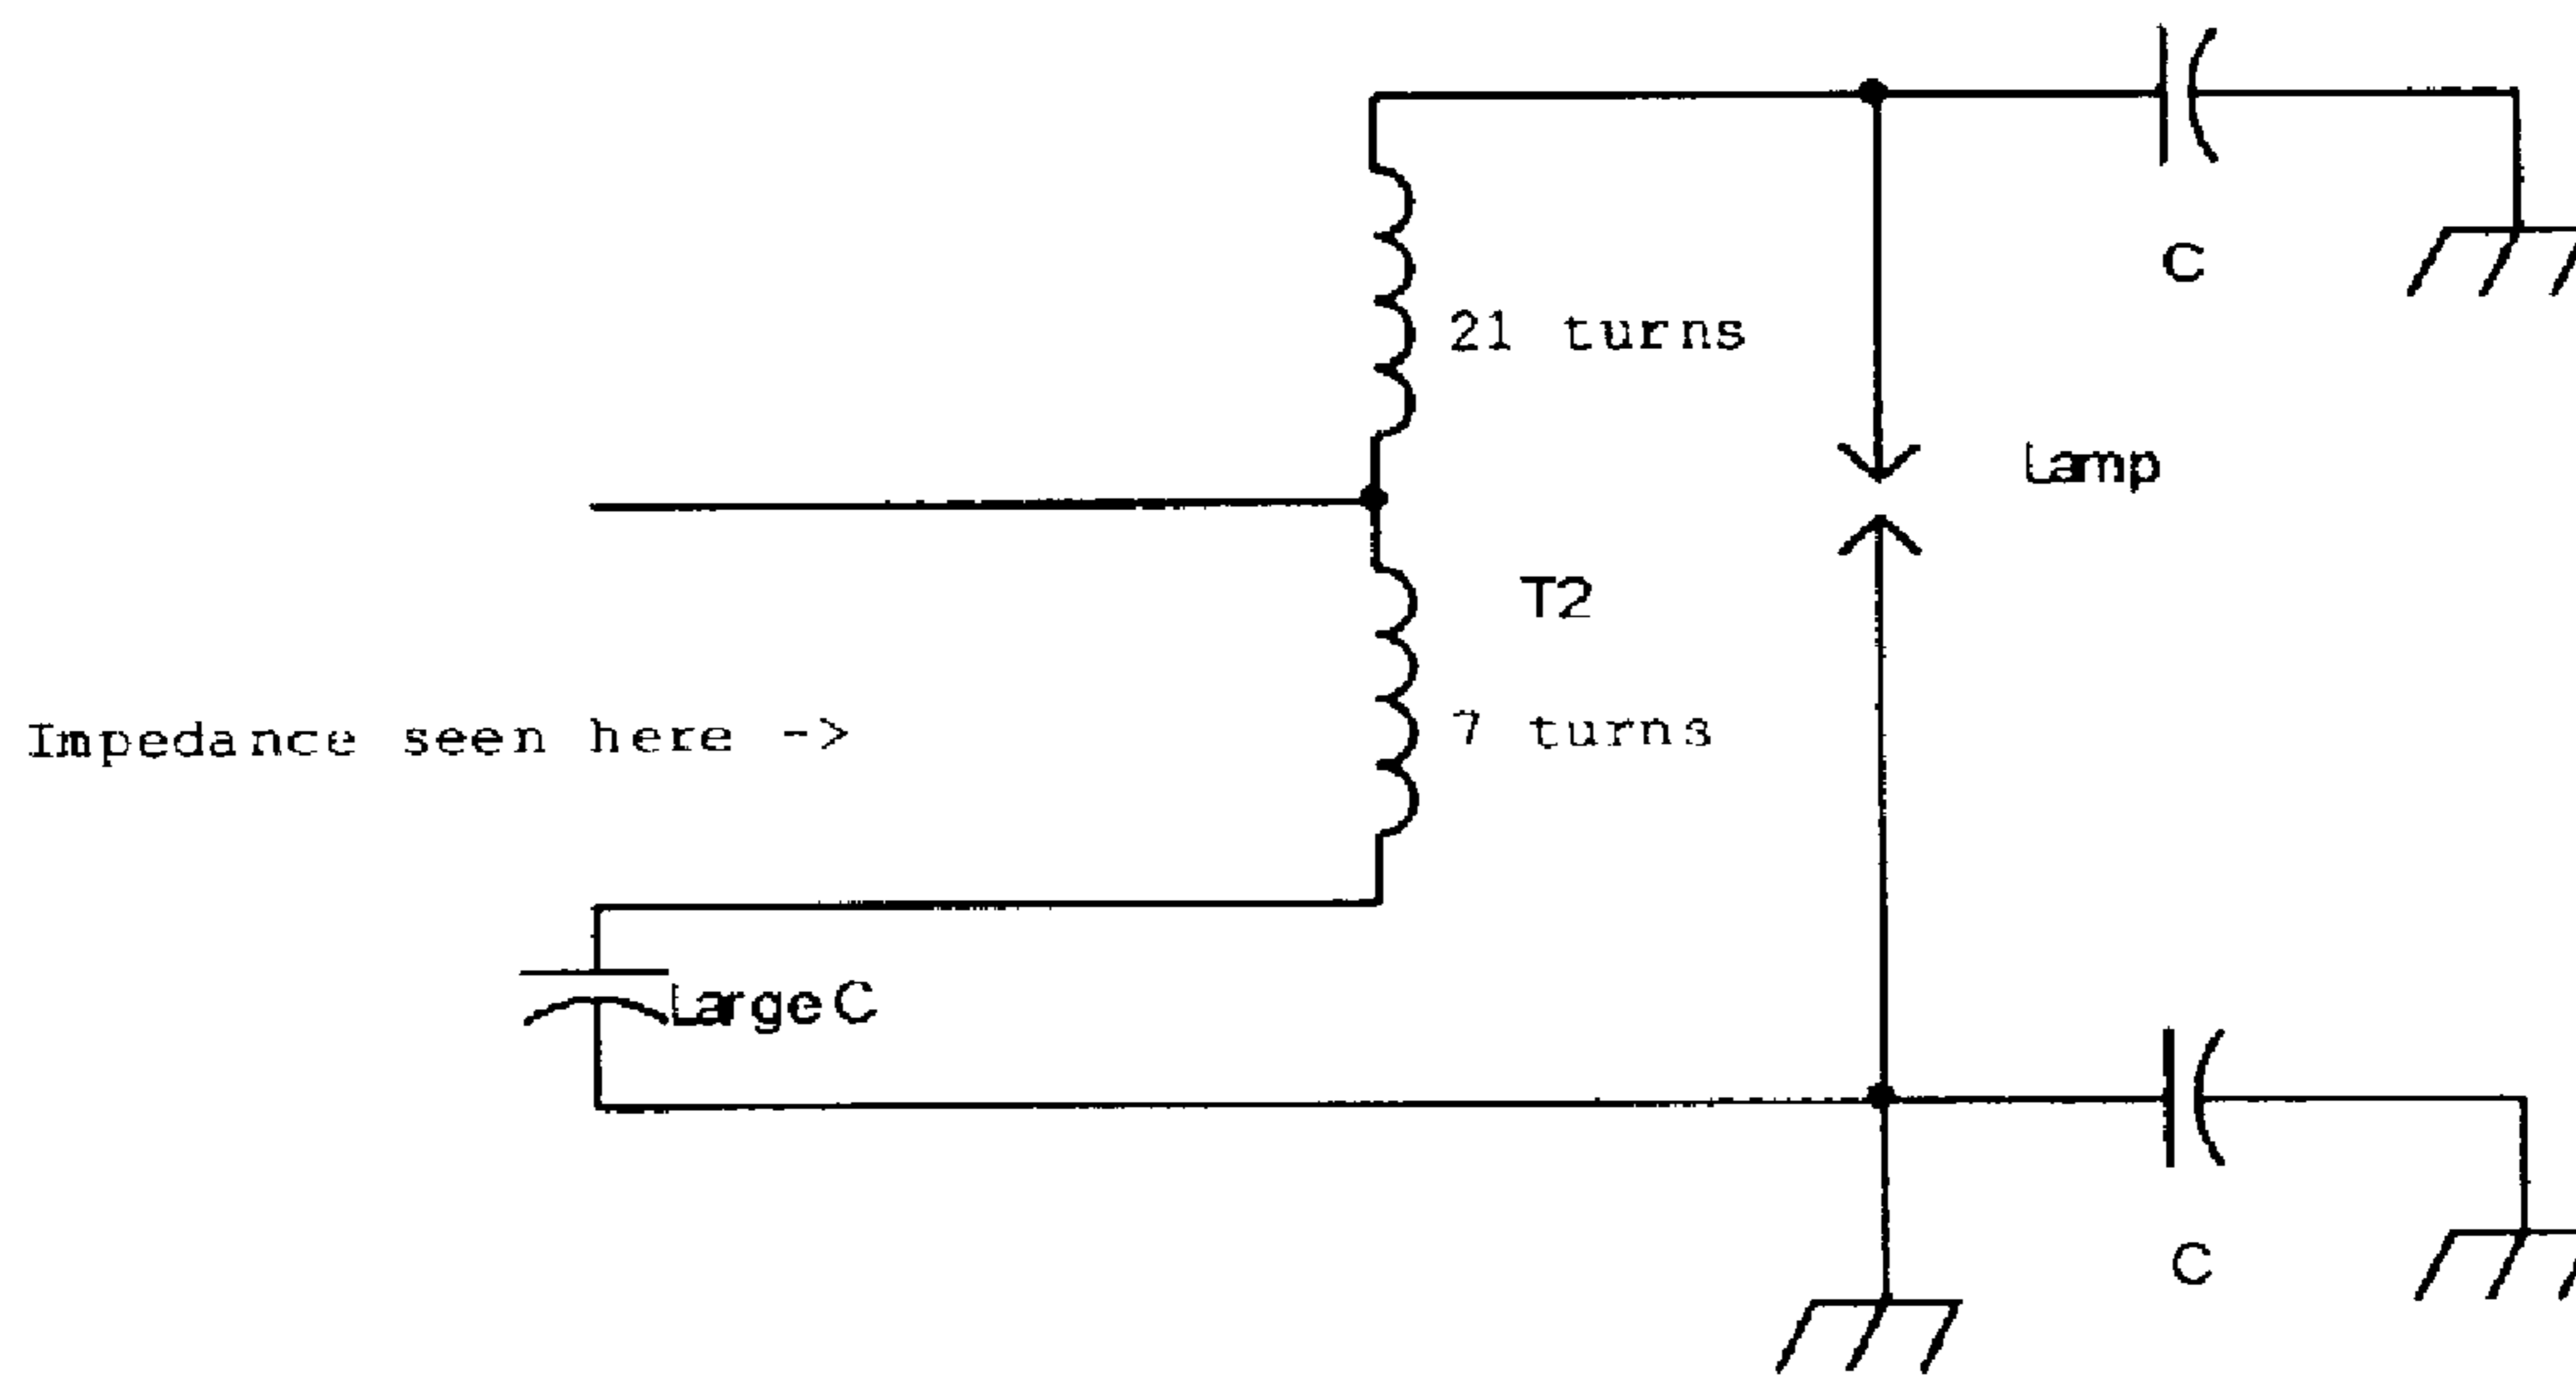 C
21 turns
Lamp
T2
7 turns
Impedance seen here ->
Large C
C